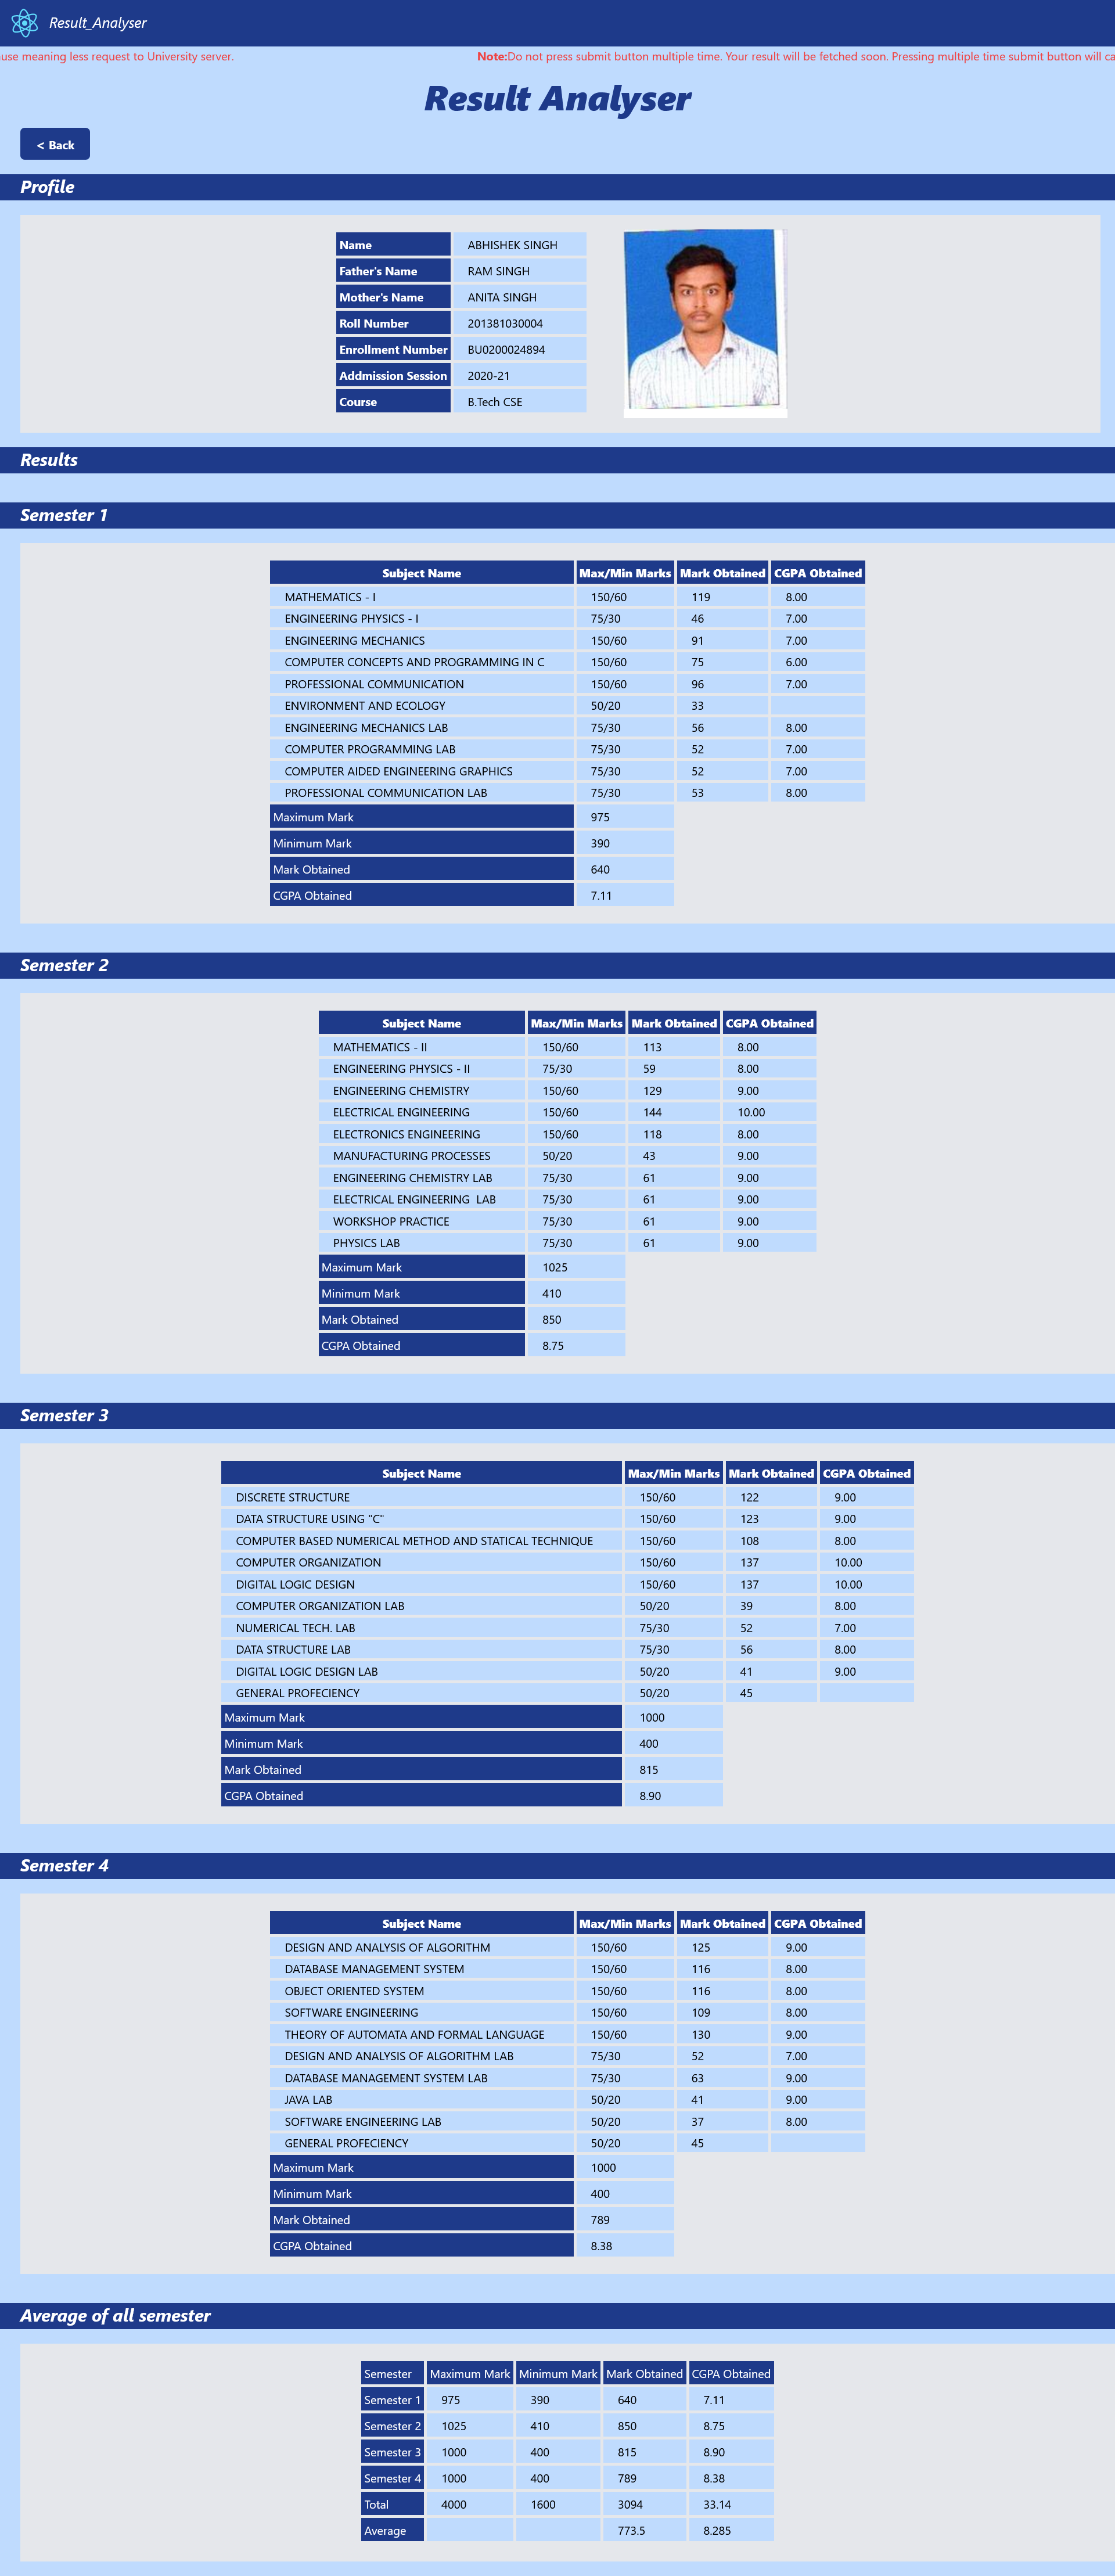 Result_Analyser
use meaning less request to University server. Note:Do not press submit button multiple time. Your result will be fetched soon. Pressing multiple time submit button will ca
Result Analyser
< Back
Profile
Name ABHISHEK SINGH
Father's Name RAM SINGH
Mother's Name ANITA SINGH
Roll Number 201381030004
Enrollment Number BU0200024894
Addmission Session 2020-21
Course B.Tech CSE
Results
Semester 1
Subject Name Max/Min Marks Mark Obtained CGPA Obtained
MATHEMATICS - I 150/60 119 8.00
ENGINEERING PHYSICS - I 75/30 46 7.00
ENGINEERING MECHANICS 150/60 91 7.00
COMPUTER CONCEPTS AND PROGRAMMING IN C 150/60 75 6.00
PROFESSIONAL COMMUNICATION 150/60 96 7.00
ENVIRONMENT AND ECOLOGY 50/20 33
ENGINEERING MECHANICS LAB 75/30 56 8.00
COMPUTER PROGRAMMING LAB 75/30 52 7.00
COMPUTER AIDED ENGINEERING GRAPHICS 75/30 52 7.00
PROFESSIONAL COMMUNICATION LAB 75/30 53 8.00
Maximum Mark 975
Minimum Mark 390
Mark Obtained 640
CGPA Obtained 7.11
Semester 2
Subject Name Max/Min Marks Mark Obtained CGPA Obtained
MATHEMATICS - II 150/60 113 8.00
ENGINEERING PHYSICS - II 75/30 59 8.00
ENGINEERING CHEMISTRY 150/60 129 9.00
ELECTRICAL ENGINEERING 150/60 144 10.00
ELECTRONICS ENGINEERING 150/60 118 8.00
MANUFACTURING PROCESSES 50/20 43 9.00
ENGINEERING CHEMISTRY LAB 75/30 61 9.00
ELECTRICAL ENGINEERING LAB 75/30 61 9.00
WORKSHOP PRACTICE 75/30 61 9.00
PHYSICS LAB 75/30 61 9.00
Maximum Mark 1025
Minimum Mark 410
Mark Obtained 850
CGPA Obtained 8.75
Semester 3
Subject Name Max/Min Marks Mark Obtained CGPA Obtained
DISCRETE STRUCTURE 150/60 122 9.00
DATA STRUCTURE USING "C" 150/60 123 9.00
COMPUTER BASED NUMERICAL METHOD AND STATICAL TECHNIQUE 150/60 108 8.00
COMPUTER ORGANIZATION 150/60 137 10.00
DIGITAL LOGIC DESIGN 150/60 137 10.00
COMPUTER ORGANIZATION LAB 50/20 39 8.00
NUMERICAL TECH. LAB 75/30 52 7.00
DATA STRUCTURE LAB 75/30 56 8.00
DIGITAL LOGIC DESIGN LAB 50/20 41 9.00
GENERAL PROFECIENCY 50/20 45
Maximum Mark 1000
Minimum Mark 400
Mark Obtained 815
CGPA Obtained 8.90
Semester 4
Subject Name Max/Min Marks Mark Obtained CGPA Obtained
DESIGN AND ANALYSIS OF ALGORITHM 150/60 125 9.00
DATABASE MANAGEMENT SYSTEM 150/60 116 8.00
OBJECT ORIENTED SYSTEM 150/60 116 8.00
SOFTWARE ENGINEERING 150/60 109 8.00
THEORY OF AUTOMATA AND FORMAL LANGUAGE 150/60 130 9.00
DESIGN AND ANALYSIS OF ALGORITHM LAB 75/30 52 7.00
DATABASE MANAGEMENT SYSTEM LAB 75/30 63 9.00
JAVA LAB 50/20 41 9.00
SOFTWARE ENGINEERING LAB 50/20 37 8.00
GENERAL PROFECIENCY 50/20 45
Maximum Mark 1000
Minimum Mark 400
Mark Obtained 789
CGPA Obtained 8.38
Average of all semester
Semester Maximum Mark Minimum Mark Mark Obtained CGPA Obtained
Semester 1 975 390 640 7.11
Semester 2 1025 410 850 8.75
Semester 3 1000 400 815 8.90
Semester 4 1000 400 789 8.38
Total 4000 1600 3094 33.14
Average 773.5 8.285